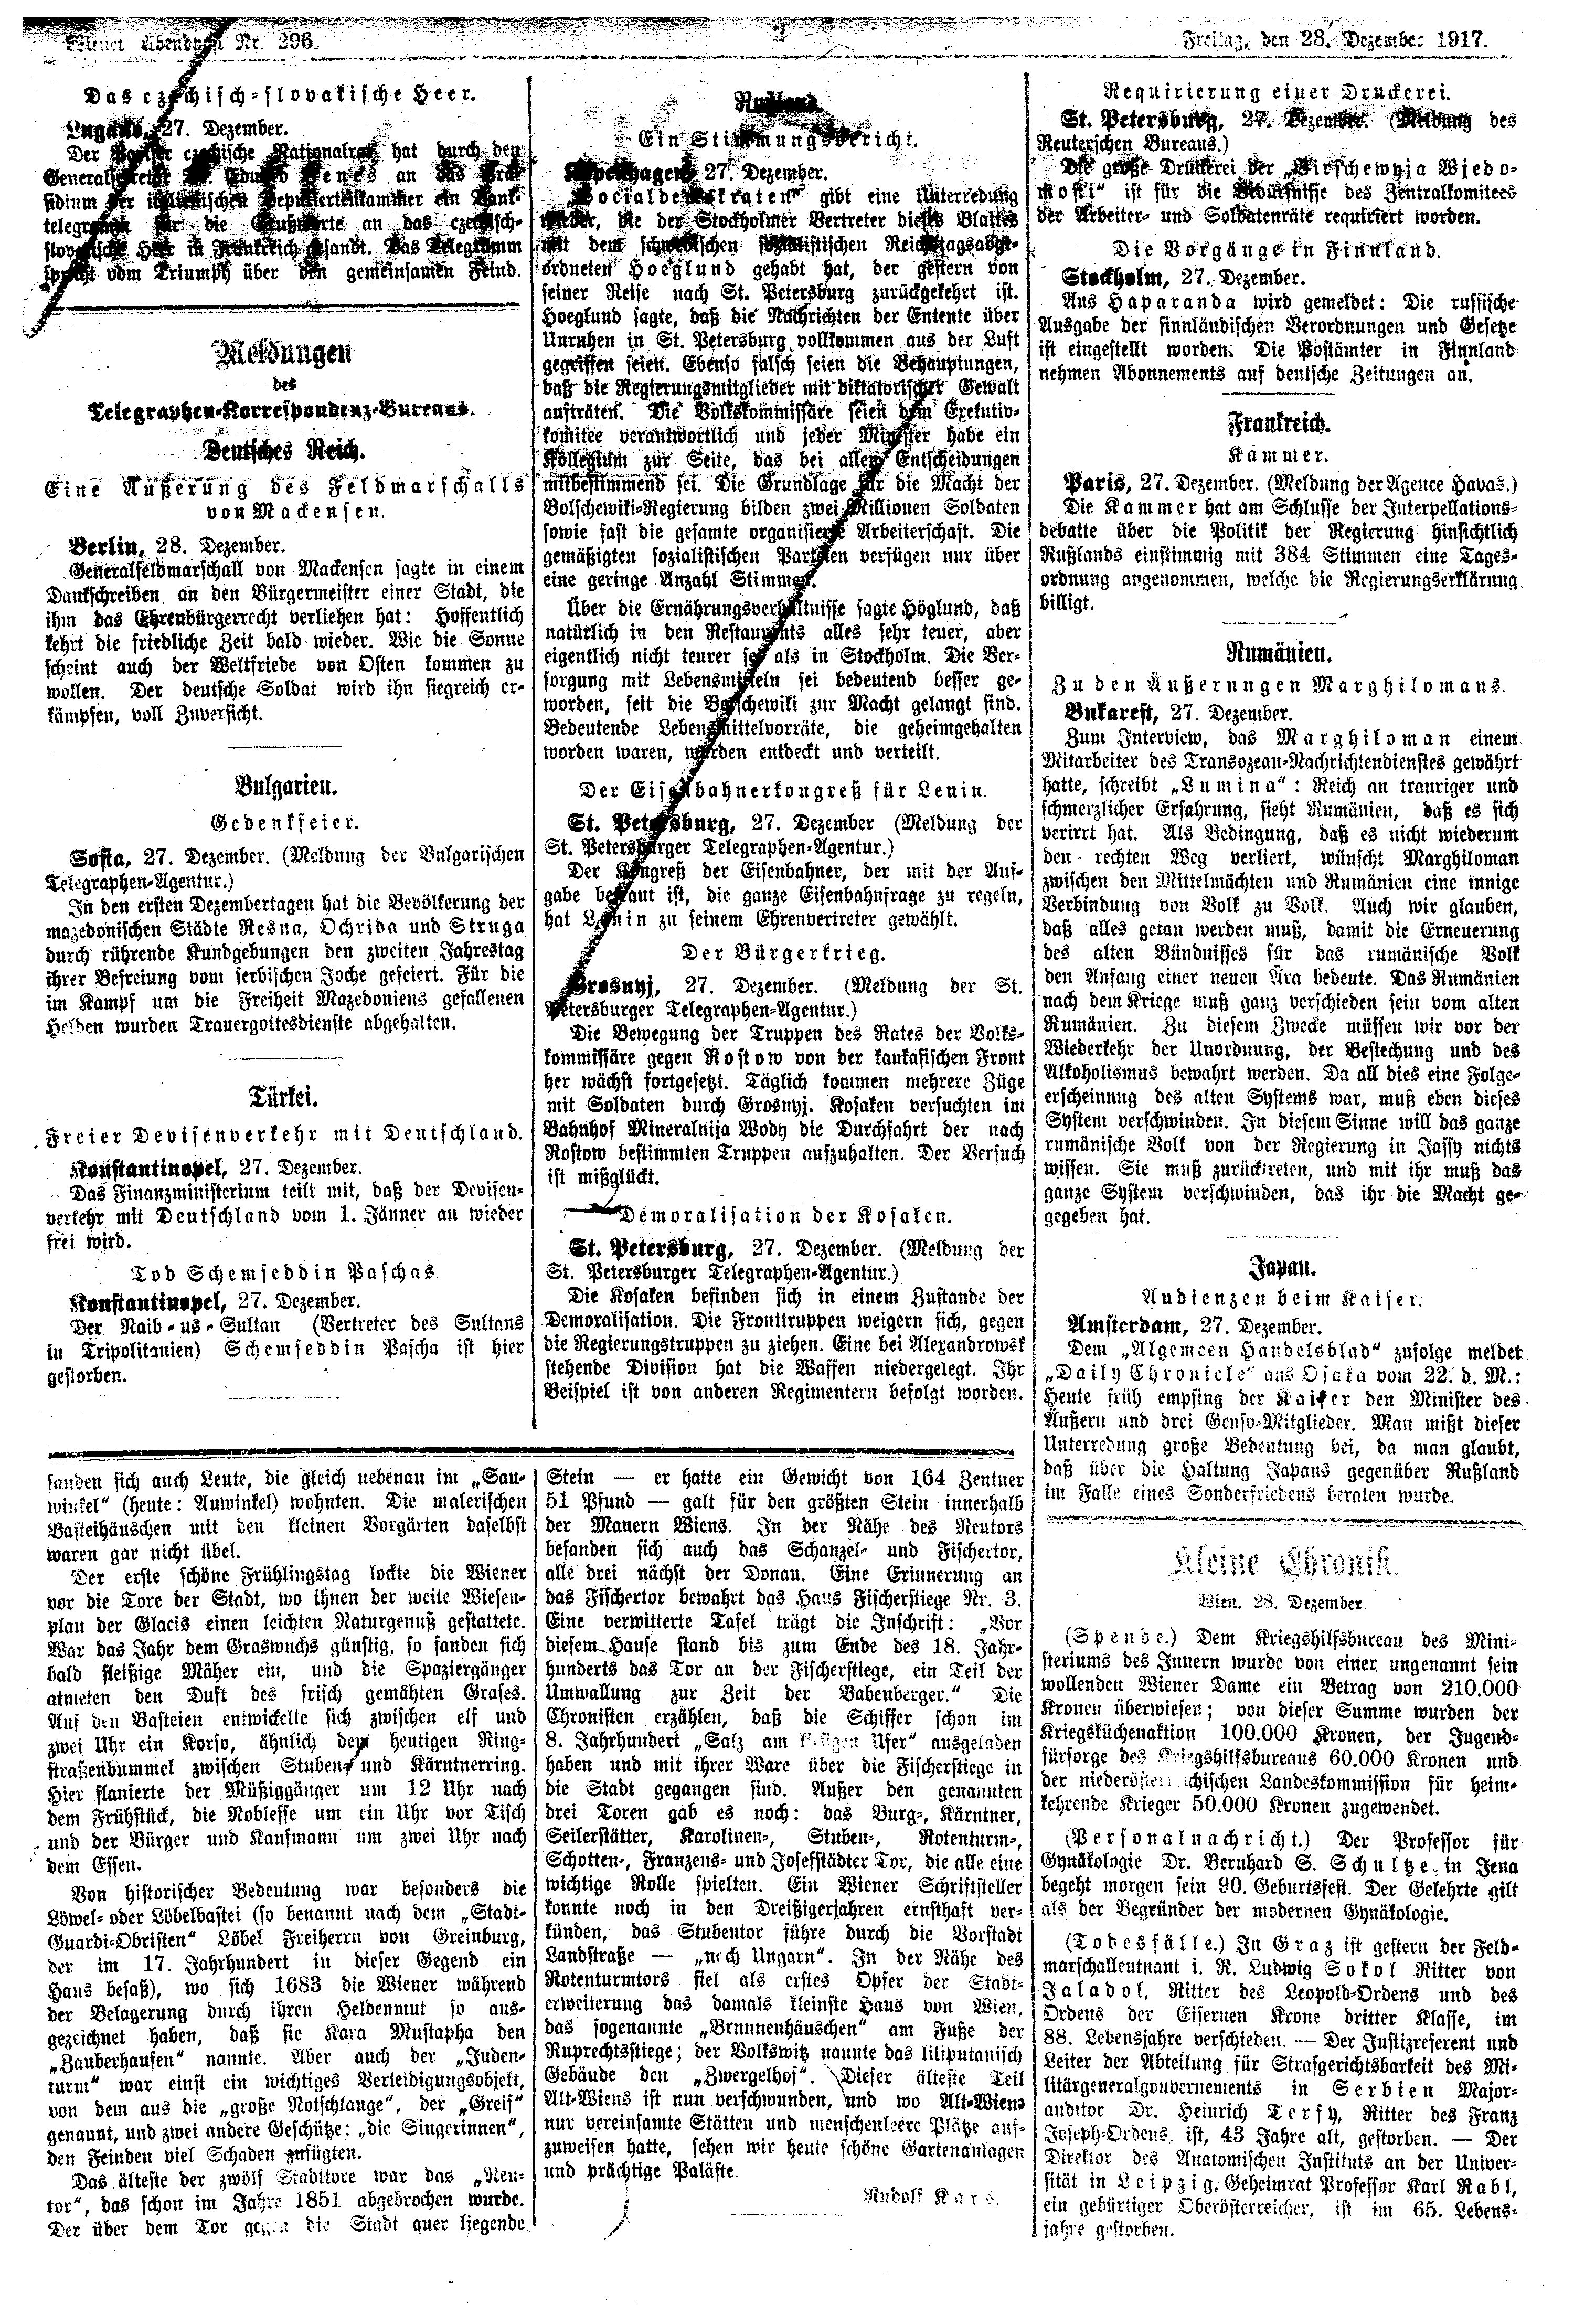 Wiener Abendpost Nr. 296.
2
Freitag, den 28. Dezember 1917.
Das czechisch-slovakische Heer.
Lugano, 27. Dezember.
Der Pariser czechische Nationalrat hat durch den
Generalsekretär Dr. Eduard Benes an das Prä-
sidium der italienischen Deputiertenkammer ein Dank-
telegramm für die Grußworte an das czechisch-
slovakische Heer in Frankreich gesandt. Das Telegramm
spricht vom Triumph über den gemeinsamen Feind.
Meldungen
des
Telegraphen-Korrespondenz-Bureaus.
Deutsches Reich.
Eine Äußerung des Feldmarschalls
von Mackensen.
Berlin, 28. Dezember.
Generalfeldmarschall von Mackensen sagte in einem
Dankschreiben an den Bürgermeister einer Stadt, die
ihm das Ehrenbürgerrecht verliehen hat: Hoffentlich
kehrt die friedliche Zeit bald wieder. Wie die Sonne
scheint auch der Weltfriede von Osten kommen zu
wollen. Der deutsche Soldat wird ihn siegreich er-
kämpfen, voll Zuversicht.
Bulgarien.
Gedenkfeier.
Sofia, 27. Dezember. (Meldung der Bulgarischen
Telegraphen-Agentur.)
In den ersten Dezembertagen hat die Bevölkerung der
mazedonischen Städte Resna, Ochrida und Struga
durch rührende Kundgebungen den zweiten Jahrestag
ihrer Befreiung vom serbischen Joche gefeiert. Für die
im Kampf um die Freiheit Mazedoniens gefallenen
Helden wurden Trauergottesdienste abgehalten.
Türkei.
Freier Devisenverkehr mit Deutschland.
Konstantinopel, 27. Dezember.
Das Finanzministerium teilt mit, daß der Devisen-
verkehr mit Deutschland vom 1. Jänner an wieder
frei wird.
Tod Schemseddin Paschas.
Konstantinopel, 27. Dezember.
Der Naib-us-Sultan (Vertreter des Sultans
in Tripolitanien) Schemseddin Pascha ist hier
gestorben.
Rußland.
Ein Stimmungsbericht.
Kopenhagen, 27. Dezember.
„Socialdemokraten“ gibt eine Unterredung
wieder, die der Stockholmer Vertreter dieses Blattes
mit dem schwedischen sozialistischen Reichstagsabge-
ordneten Hoeglund gehabt hat, der gestern von
seiner Reise nach St. Petersburg zurückgekehrt ist.
Hoeglund sagte, daß die Nachrichten der Entente über
Unruhen in St. Petersburg vollkommen aus der Luft
gegriffen seien. Ebenso falsch seien die Behauptungen,
daß die Regierungsmitglieder mit diktatorischer Gewalt
aufträten. Die Volkskommissäre seien dem Exekutiv-
komitee verantwortlich und jeder Minister habe ein
Kollegium zur Seite, das bei allen Entscheidungen
mitbestimmend sei. Die Grundlage für die Macht der
Bolschewiki-Regierung bilden zwei Millionen Soldaten
sowie fast die gesamte organisierte Arbeiterschaft. Die
gemäßigten sozialistischen Parteien verfügen nur über
eine geringe Anzahl Stimmen.
Über die Ernährungsverhältnisse sagte Höglund, daß
natürlich in den Restaurants alles sehr teuer, aber
eigentlich nicht teurer sei als in Stockholm. Die Ver-
sorgung mit Lebensmitteln sei bedeutend besser ge-
worden, seit die Bolschewiki zur Macht gelangt sind.
Bedeutende Lebensmittelvorräte, die geheimgehalten
worden waren, wurden entdeckt und verteilt.
Der Eisenbahnerkongreß für Lenin.
St. Petersburg, 27. Dezember (Meldung der
St. Petersburger Telegraphen-Agentur.)
Der Kongreß der Eisenbahner, der mit der Auf-
gabe betraut ist, die ganze Eisenbahnfrage zu regeln,
hat Lenin zu seinem Ehrenvertreter gewählt.
Der Bürgerkrieg.
Grosnyj, 27. Dezember. (Meldung der St.
Petersburger Telegraphen-Agentur.)
Die Bewegung der Truppen des Rates der Volks-
kommissäre gegen Rostow von der kaukasischen Front
her wächst fortgesetzt. Täglich kommen mehrere Züge
mit Soldaten durch Grosnyj. Kosaken versuchten im
Bahnhof Mineralnija Wody die Durchfahrt der nach
Rostow bestimmten Truppen aufzuhalten. Der Versuch
ist mißglückt.
Demoralisation der Kosaken.
St. Petersburg, 27. Dezember. (Meldung der
St. Petersburger Telegraphen-Agentur.)
Die Kosaken befinden sich in einem Zustande der
Demoralisation. Die Fronttruppen weigern sich, gegen
die Regierungstruppen zu ziehen. Eine bei Alexandrowsk
stehende Division hat die Waffen niedergelegt. Ihr
Beispiel ist von anderen Regimentern befolgt worden.
Requirierung einer Druckerei.
St. Petersburg, 27. Dezember. (Meldung des
Reuterschen Bureaus.)
Die große Druckerei der „Birschewyja Wjedo-
mosti“ ist für die Bedürfnisse des Zentralkomitees
der Arbeiter- und Soldatenräte requiriert worden.
Die Vorgänge in Finnland.
Stockholm, 27. Dezember.
Aus Haparanda wird gemeldet: Die russische
Ausgabe der finnländischen Verordnungen und Gesetze
ist eingestellt worden. Die Postämter in Finnland
nehmen Abonnements auf deutsche Zeitungen an.
Frankreich.
Kammer.
Paris, 27. Dezember. (Meldung der Agence Havas.)
Die Kammer hat am Schlusse der Interpellations-
debatte über die Politik der Regierung hinsichtlich
Rußlands einstimmig mit 384 Stimmen eine Tages-
ordnung angenommen, welche die Regierungserklärung
billigt.
Rumänien.
Zu den Äußerungen Marghilomans.
Bukarest, 27. Dezember.
Zum Interview, das Marghiloman einem
Mitarbeiter des Transozean-Nachrichtendienstes gewährt
hatte, schreibt „Lumina“: Reich an trauriger und
schmerzlicher Erfahrung, sieht Rumänien, daß es sich
verirrt hat. Als Bedingung, daß es nicht wiederum
den rechten Weg verliert, wünscht Marghiloman
zwischen den Mittelmächten und Rumänien eine innige
Verbindung von Volk zu Volk. Auch wir glauben,
daß alles getan werden muß, damit die Erneuerung
des alten Bündnisses für das rumänische Volk
den Anfang einer neuen Ära bedeute. Das Rumänien
nach dem Kriege muß ganz verschieden sein vom alten
Rumänien. Zu diesem Zwecke müssen wir vor der
Wiederkehr der Unordnung, der Bestechung und des
Alkoholismus bewahrt werden. Da all dies eine Folge-
erscheinung des alten Systems war, muß eben dieses
System verschwinden. In diesem Sinne will das ganze
rumänische Volk von der Regierung in Jassy nichts
wissen. Sie muß zurücktreten, und mit ihr muß das
ganze System verschwinden, das ihr die Macht ge-
gegeben hat.
Japan.
Audienzen beim Kaiser.
Amsterdam, 27. Dezember.
Dem „Algemeen Handelsblad“ zufolge meldet
„Daily Chronicle“ aus Osaka vom 22. d. M.:
Heute früh empfing der Kaiser den Minister des
Äußern und drei Genso-Mitglieder. Man mißt dieser
Unterredung große Bedeutung bei, da man glaubt,
daß über die Haltung Japans gegenüber Rußland
im Falle eines Sonderfriedens beraten wurde.
Kleine Chronik.
Wien, 28. Dezember.
(Spende.) Dem Kriegshilfsbureau des Mini-
steriums des Innern wurde von einer ungenannt sein
wollenden Wiener Dame ein Betrag von 210.000
Kronen überwiesen; von dieser Summe wurden der
Kriegsküchenaktion 100.000 Kronen, der Jugend-
fürsorge des Kriegshilfsbureaus 60.000 Kronen und
der niederösterreichischen Landeskommission für heim-
kehrende Krieger 50.000 Kronen zugewendet.
(Personalnachricht.) Der Professor für
Gynäkologie Dr. Bernhard S. Schultze in Jena
begeht morgen sein 90. Geburtsfest. Der Gelehrte gilt
als der Begründer der modernen Gynäkologie.
(Todesfälle.) In Graz ist gestern der Feld-
marschalleutnant i. R. Ludwig Sokol Ritter von
Jaladol, Ritter des Leopold-Ordens und des
Ordens der Eisernen Krone dritter Klasse, im
88. Lebensjahre verschieden. — Der Justizreferent und
Leiter der Abteilung für Strafgerichtsbarkeit des Mi-
litärgeneralgouvernements in Serbien Major-
auditor Dr. Heinrich Terfy, Ritter des Franz
Joseph-Ordens, ist, 43 Jahre alt, gestorben. — Der
Direktor des Anatomischen Instituts an der Univer-
sität in Leipzig, Geheimrat Professor Karl Rabl,
ein gebürtiger Oberösterreicher, ist im 65. Lebens-
jahre gestorben.
fanden sich auch Leute, die gleich nebenan im „Sau-
winkel“ (heute: Auwinkel) wohnten. Die malerischen
Basteihäuschen mit den kleinen Vorgärten daselbst
waren gar nicht übel.
Der erste schöne Frühlingstag lockte die Wiener
vor die Tore der Stadt, wo ihnen der weite Wiesen-
plan der Glacis einen leichten Naturgenuß gestattete.
War das Jahr dem Graswuchs günstig, so fanden sich
bald fleißige Mäher ein, und die Spaziergänger
atmeten den Duft des frisch gemähten Grases.
Auf den Basteien entwickelte sich zwischen elf und
zwei Uhr ein Korso, ähnlich dem heutigen Ring-
straßenbummel zwischen Stuben- und Kärntnerring.
Hier flanierte der Müßiggänger um 12 Uhr nach
dem Frühstück, die Noblesse um ein Uhr vor Tisch
und der Bürger und Kaufmann um zwei Uhr nach
dem Essen.
Von historischer Bedeutung war besonders die
Löwel- oder Löbelbastei (so benannt nach dem „Stadt-
Guardi-Obristen“ Löbel Freiherrn von Greinburg,
der im 17. Jahrhundert in dieser Gegend ein
Haus besaß), wo sich 1683 die Wiener während
der Belagerung durch ihren Heldenmut so aus-
gezeichnet haben, daß sie Kara Mustapha den
„Zauberhaufen“ nannte. Aber auch der „Juden-
turm“ war einst ein wichtiges Verteidigungsobjekt,
von dem aus die „große Notschlange“, der „Greif“
genannt, und zwei andere Geschütze: „die Singerinnen“,
den Feinden viel Schaden zufügten.
Das älteste der zwölf Stadttore war das „Neu-
tor“, das schon im Jahre 1851 abgebrochen wurde.
Der über dem Tor gegen die Stadt quer liegende
Stein — er hatte ein Gewicht von 164 Zentner
51 Pfund — galt für den größten Stein innerhalb
der Mauern Wiens. In der Nähe des Neutors
befanden sich auch das Schanzel- und Fischertor,
alle drei nächst der Donau. Eine Erinnerung an
das Fischertor bewahrt das Haus Fischerstiege Nr. 3.
Eine verwitterte Tafel trägt die Inschrift: „Vor
diesem Hause stand bis zum Ende des 18. Jahr-
hunderts das Tor an der Fischerstiege, ein Teil der
Umwallung zur Zeit der Babenberger.“ Die
Chronisten erzählen, daß die Schiffer schon im
8. Jahrhundert „Salz am Ufer“ ausgeladen
haben und mit ihrer Ware über die Fischerstiege in
die Stadt gegangen sind. Außer den genannten
drei Toren gab es noch: das Burg-, Kärntner,
Seilerstätter, Karolinen-, Stuben-, Rotenturm-,
Schotten-, Franzens- und Josefstädter Tor, die alle eine
wichtige Rolle spielten. Ein Wiener Schriftsteller
konnte noch in den Dreißigerjahren ernsthaft ver-
künden, das Stubentor führe durch die Vorstadt
Landstraße — „nach Ungarn“. In der Nähe des
Rotenturmtors fiel als erstes Opfer der Stadt-
erweiterung das damals kleinste Haus von Wien,
das sogenannte „Brunnenhäuschen“ am Fuße der
Ruprechtsstiege; der Volkswitz nannte das liliputanisch
Gebäude den „Zwergelhof“. Dieser älteste Teil
Alt-Wiens ist nun verschwunden, und wo Alt-Wien
nur vereinsamte Stätten und menschenleere Plätze auf-
zuweisen hatte, sehen wir heute schöne Gartenanlagen
und prächtige Paläste.
Rudolf Kars.